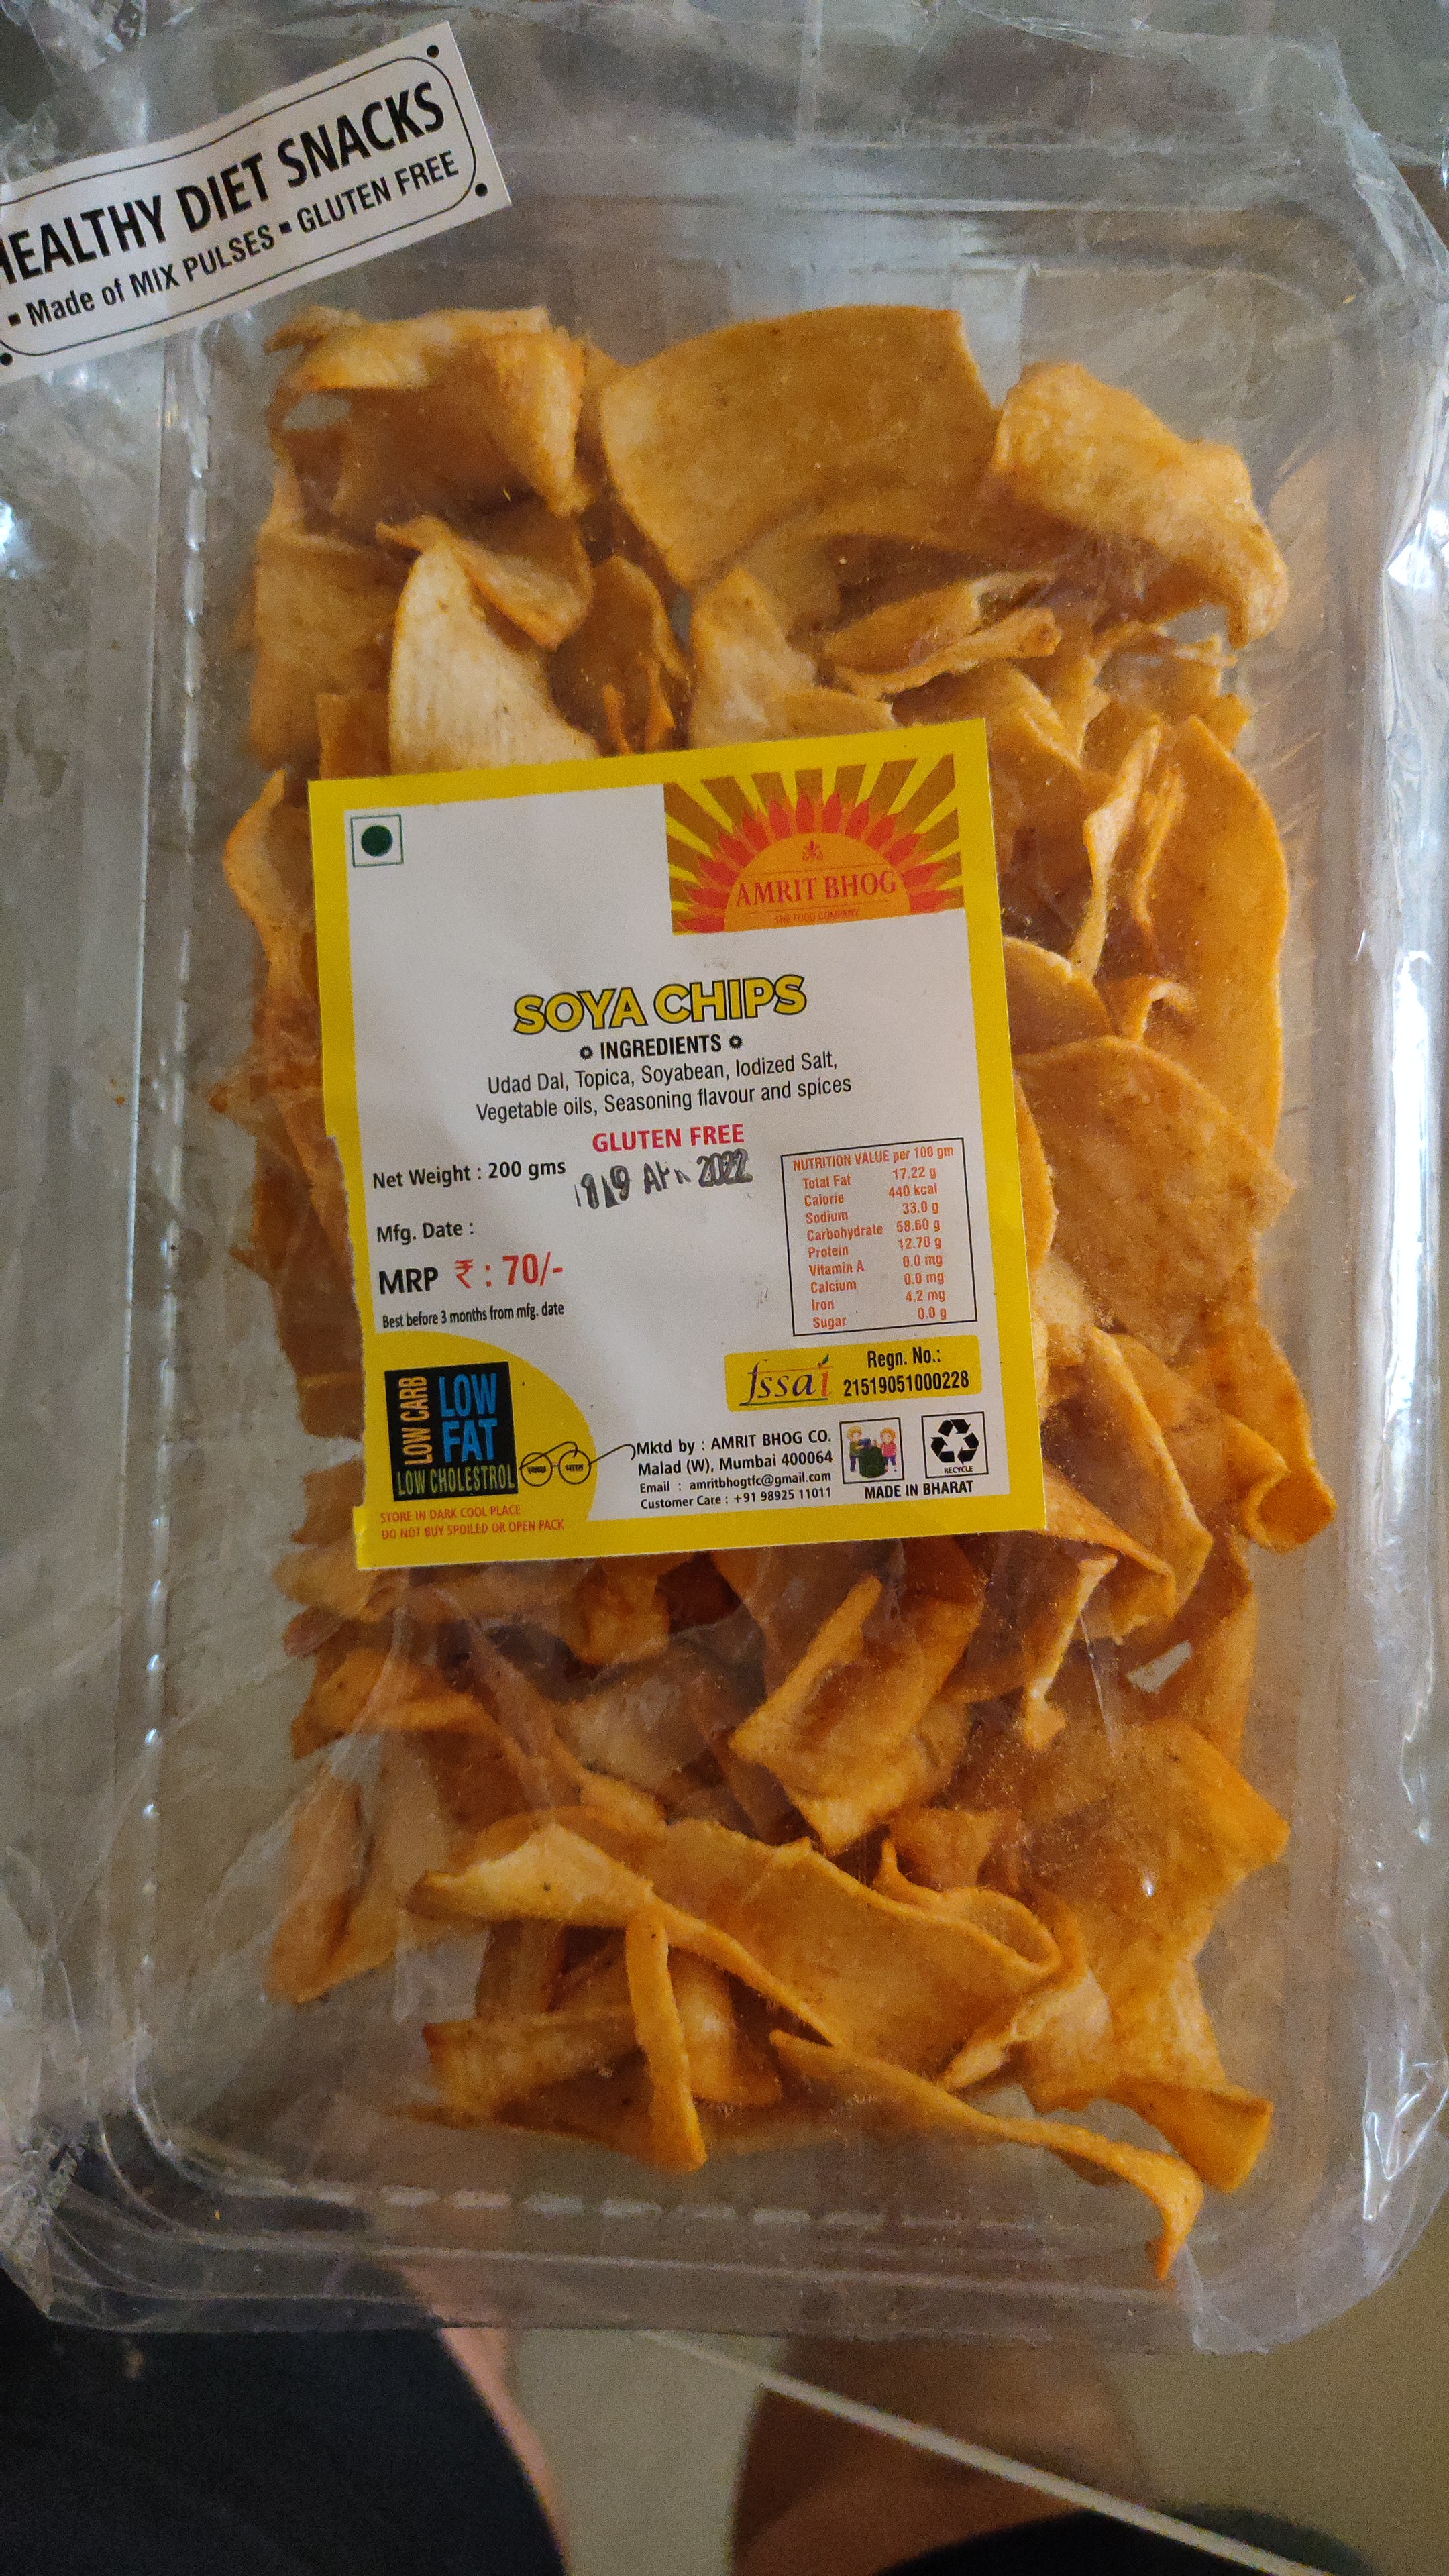 HEALTHY DIET SNACKS
▪ Made of MIX PULSES ▪ GLUTEN FREE
AMRIT BHOG
THE FOOD COMPANY
SOYA CHIPS
INGREDIENTS
Udad Dal, Topica, Soyabean, Iodized Salt,
Vegetable oils, Seasoning flavour and spices
GLUTEN FREE
Net Weight : 200 gms
2022
Mfg. Date :
MRP ₹ : 70/-
Best before 3 months from mfg. date
NUTRITION VALUE per 100 gm
Total Fat 17.22 g
Calorie 440 kcal
Sodium 33.0 g
Carbohydrate 58.60 g
Protein 12.70 g
Vitamin A 0.0 mg
Calcium 0.0 mg
Iron 4.2 mg
Sugar 0.0 g
fssai
Regn. No.:
21519051000228
LOW CARB
LOW
FAT
LOW CHOLESTROL
स्वच्छ भारत
STORE IN DARK COOL PLACE
DO NOT BUY SPOILED OR OPEN PACK
Mktd by : AMRIT BHOG CO.
Malad (W), Mumbai 400064
Email : amritbhogtfc@gmail.com
Customer Care : +91 98925 11011
RECYCLE
MADE IN BHARAT